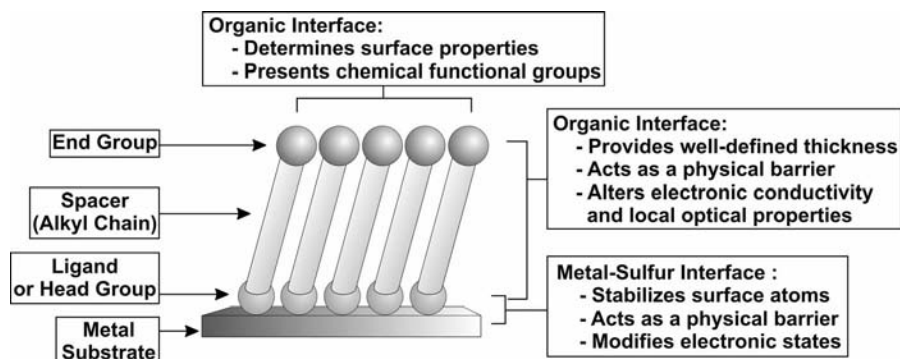 Organic Interface:
- Determines surface properties
- Presents chemical functional groups
End Group
Spacer
(Alkyl Chain)
Ligand
or Head Group
Metal
Substrate
Organic Interface:
- Provides well-defined thickness
- Acts as a physical barrier
- Alters electronic conductivity
and local optical properties
Metal-Sulfur Interface :
- Stabilizes surface atoms
- Acts as a physical barrier
- Modifies electronic states